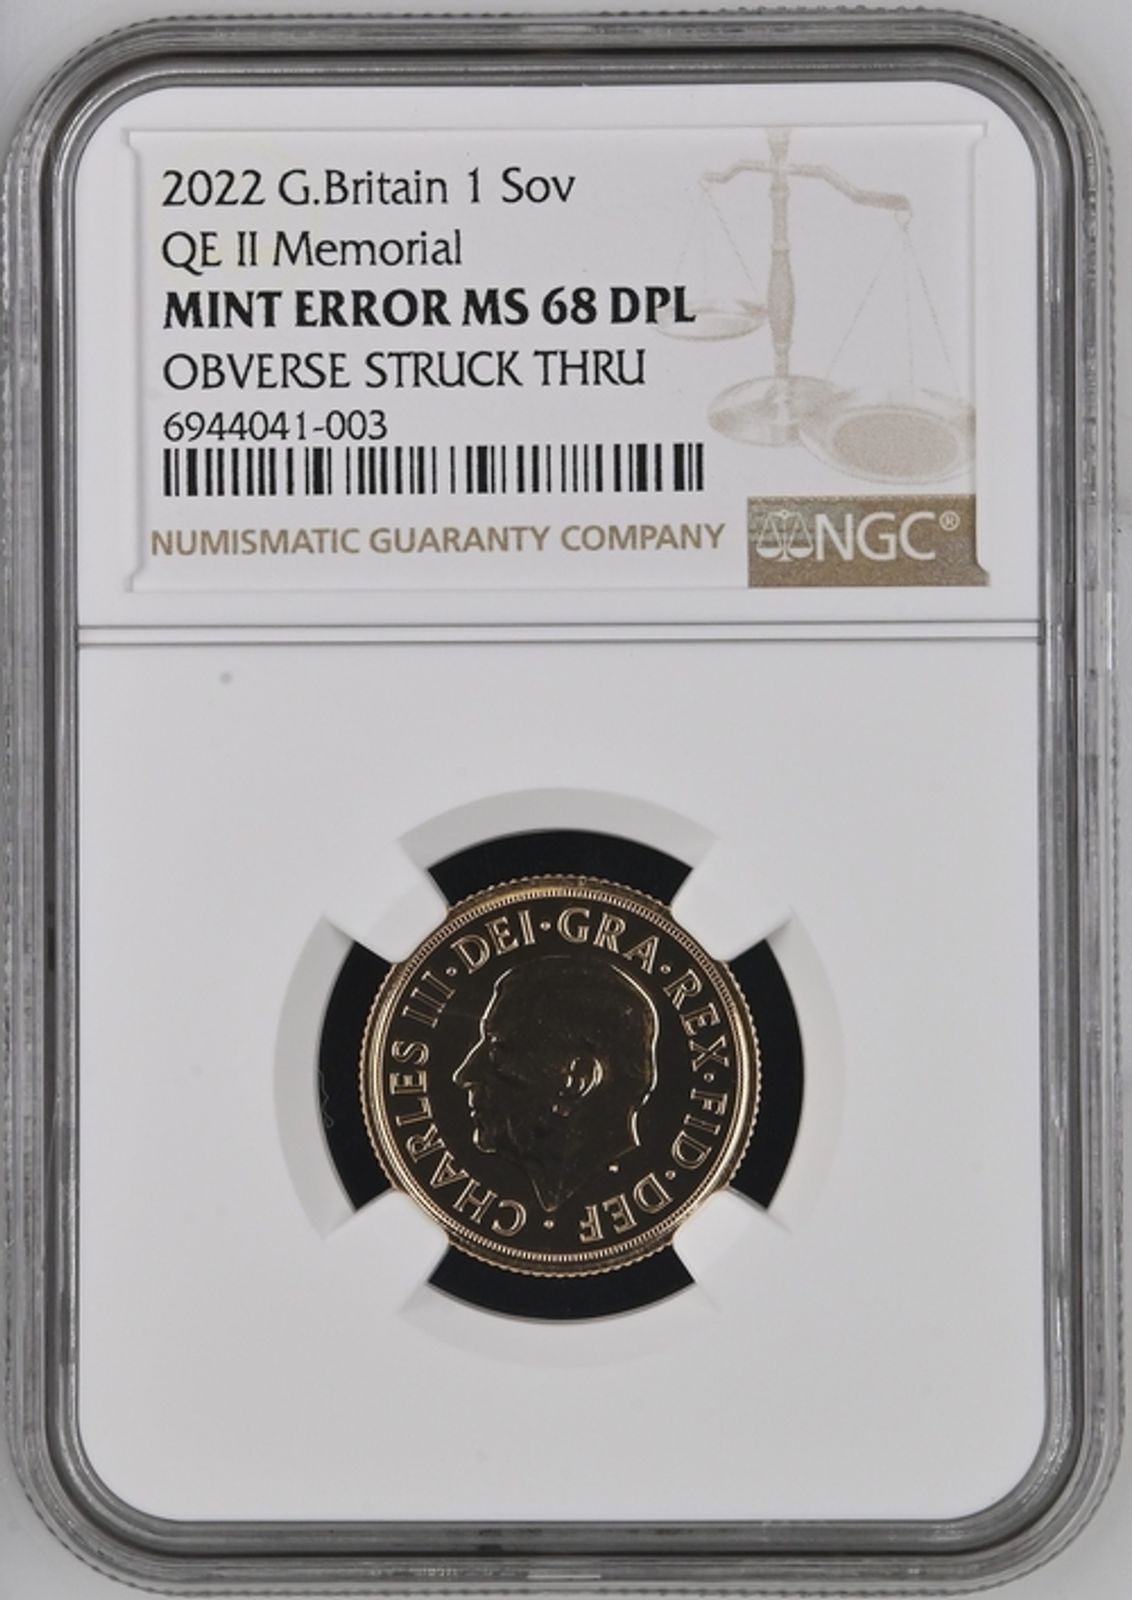 2022 G.Britain 1 Sov
QE II Memorial
MINT ERROR MS 68 DPL
OBVERSE STRUCK THRU
6944041-003
NUMISMATIC GUARANTY COMPANY
NGC®
CHARLES III·DEI·GRA·REX·FID·DEF·